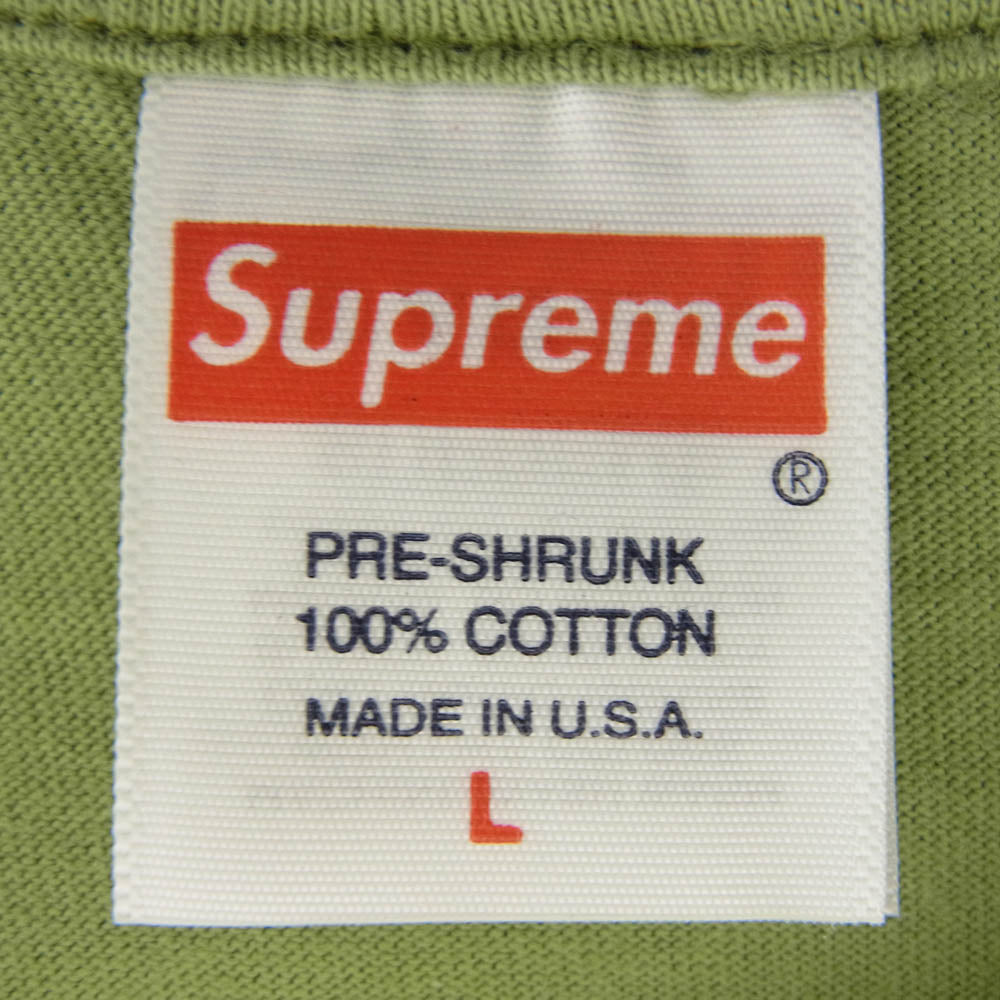 Supreme
®
PRE-SHRUNK
100% COTTON
MADE IN U.S.A.
L